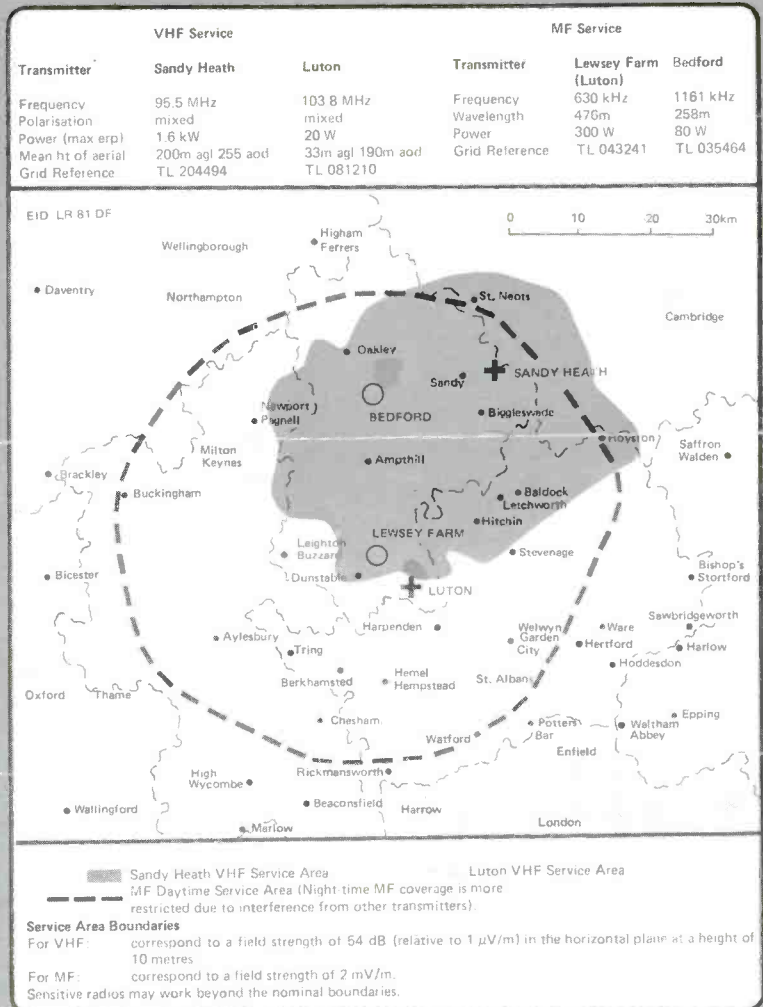 VHF Service MF Service
Transmitter Sandy Heath Luton Transmitter Lewsey Farm (Luton) Bedford
Frequency 95.5 MHz 103 8 MHz Frequency 630 kHz 1161 kHz
Polarisation mixed mixed Wavelength 476m 258m
Power (max erp) 1.6 kW 20 W Power 300 W 80 W
Mean ht of aerial 200m agl 255 aod 33m agl 190m aod Grid Reference TL 043241 TL 035464
Grid Reference TL 204494 TL 081210
EID LR 81 DF
0 10 20 30km
Higham Ferrers
Wellingborough
Daventry
Northampton
St. Neots
Cambridge
Oakley
Sandy
SANDY HEATH
Newport Pagnell
BEDFORD
Biggleswade
Royston
Saffron Walden
Milton Keynes
Ampthill
Brackley
Buckingham
Baldock
Letchworth
Hitchin
LEWSEY FARM
Leighton Buzzard
Stevenage
Bicester
Dunstable
LUTON
Bishop's Stortford
Harpenden
Aylesbury
Tring
Welwyn Garden City
Ware
Hertford
Sawbridgeworth
Harlow
Hoddesdon
Oxford
Thame
Berkhamsted
Hemel Hempstead
St. Albans
Chesham
Watford
Potters Bar
Waltham Abbey
Epping
Enfield
Rickmansworth
High Wycombe
Beaconsfield
Harrow
Wallingford
Marlow
London
Sandy Heath VHF Service Area Luton VHF Service Area
MF Daytime Service Area (Night-time MF coverage is more
restricted due to interference from other transmitters).
Service Area Boundaries
For VHF: correspond to a field strength of 54 dB (relative to 1 µV/m) in the horizontal plane at a height of
10 metres
For MF: correspond to a field strength of 2 mV/m.
Sensitive radios may work beyond the nominal boundaries.